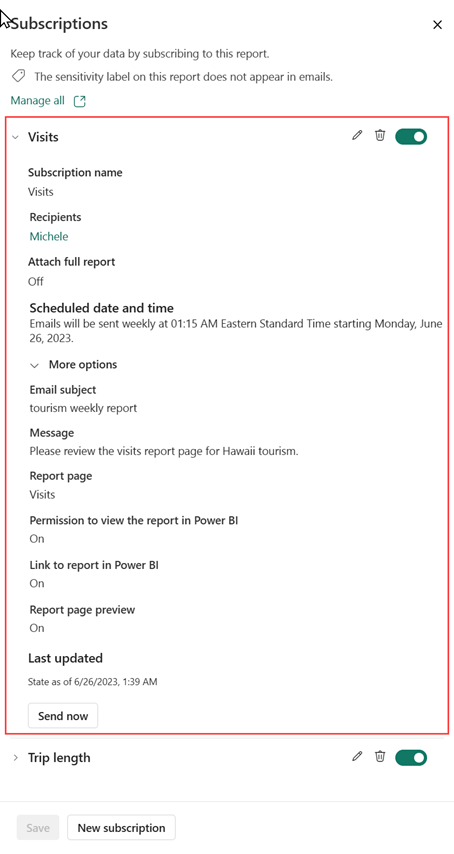 Subscriptions
Keep track of your data by subscribing to this report.
The sensitivity label on this report does not appear in emails.
Manage all
Visits
Subscription name
Visits
Recipients
Michele
Attach full report
Off
Scheduled date and time
Emails will be sent weekly at 01:15 AM Eastern Standard Time starting Monday, June
26, 2023.
More options
Email subject
tourism weekly report
Message
Please review the visits report page for Hawaii tourism.
Report page
Visits
Permission to view the report in Power BI
On
Link to report in Power BI
On
Report page preview
On
Last updated
State as of 6/26/2023, 1:39 AM
Send now
Trip length
Save
New subscription